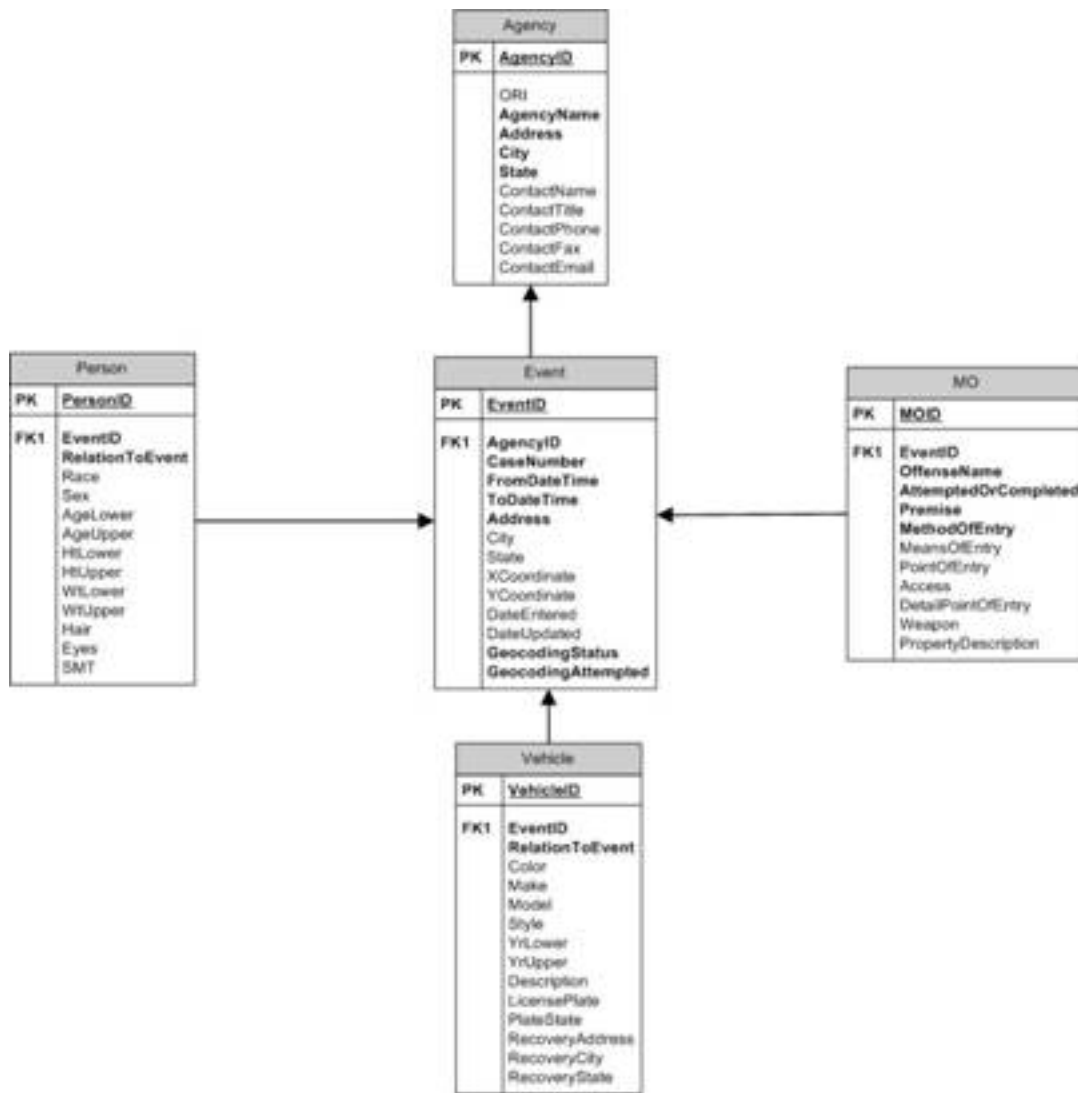 Agency
PK AgencyID
ORI
AgencyName
Address
City
State
ContactName
ContactTitle
ContactPhone
ContactFax
ContactEmail
Person
PK PersonID
FK1 EventID
RelationToEvent
Race
Sex
AgeLower
AgeUpper
HtLower
HtUpper
WtLower
WtUpper
Hair
Eyes
SMT
Event
PK EventID
FK1 AgencyID
CaseNumber
FromDateTime
ToDateTime
Address
City
State
XCoordinate
YCoordinate
DateEntered
DateUpdated
GeocodingStatus
GeocodingAttempted
MO
PK MOID
FK1 EventID
OffenseName
AttemptedOrCompleted
Premise
MethodOfEntry
MeansOfEntry
PointOfEntry
Access
DetailPointOfEntry
Weapon
PropertyDescription
Vehicle
PK VehicleID
FK1 EventID
RelationToEvent
Color
Make
Model
Style
YrLower
YrUpper
Description
LicensePlate
PlateState
RecoveryAddress
RecoveryCity
RecoveryState